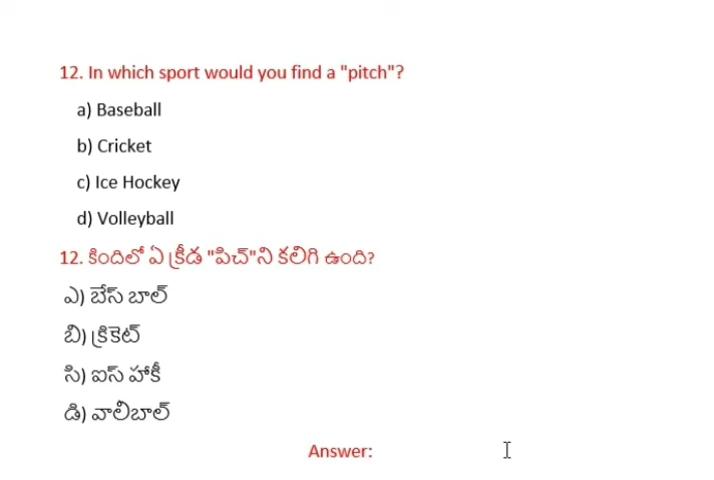 12. In which sport would you find a "pitch"?
a) Baseball
b) Cricket
c) Ice Hockey
d) Volleyball
12. కిందిలో ఏ క్రీడ "పిచ్"ని కలిగి ఉంది?
ఎ) బేస్ బాల్
బి) క్రికెట్
సి) ఐస్ హాకీ
డి) వాలీబాల్
Answer: